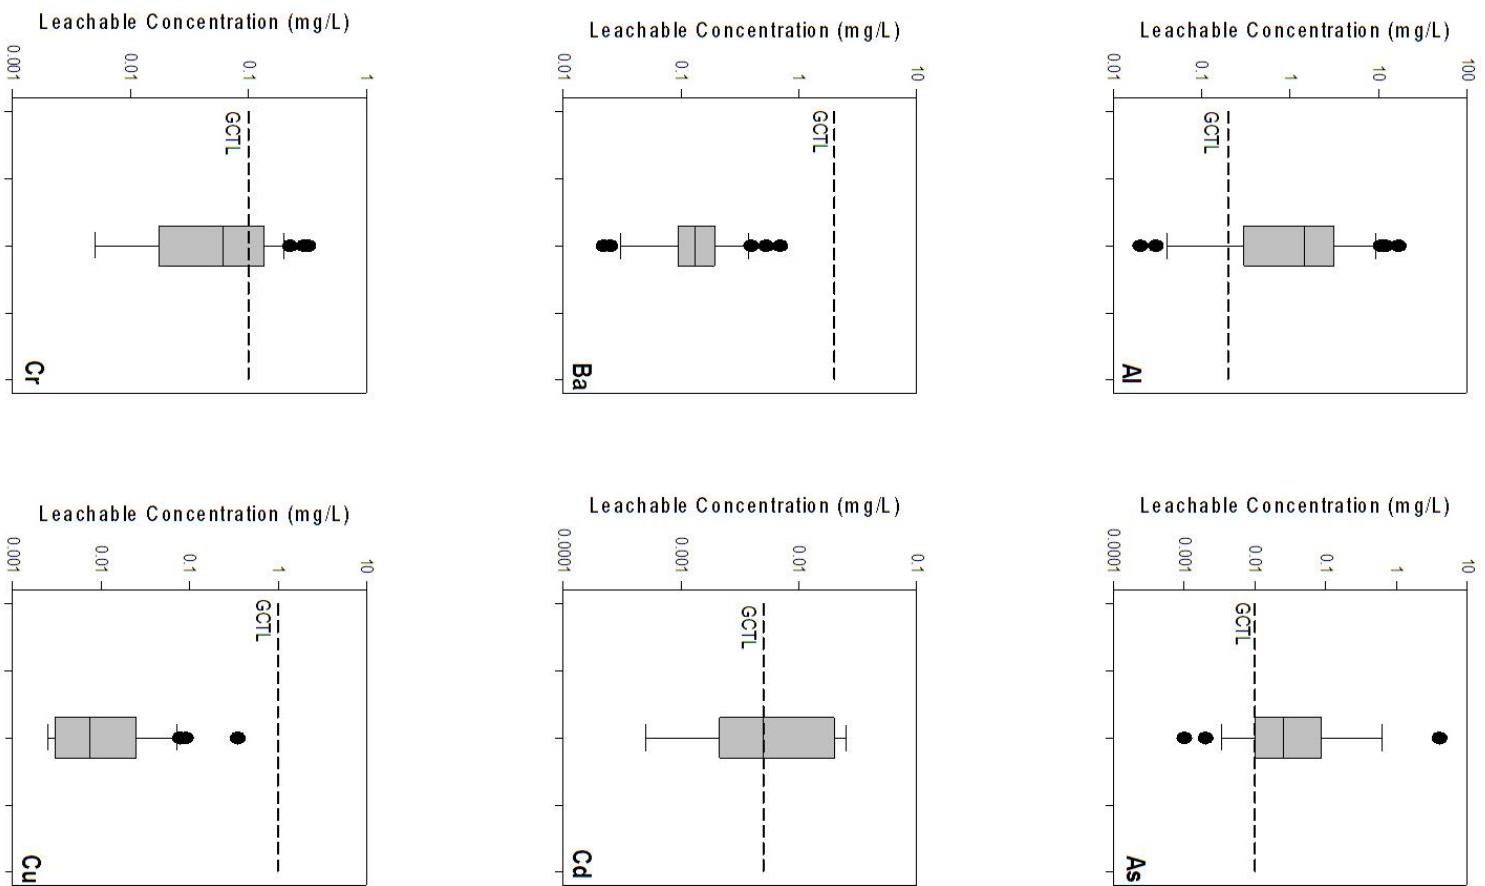 Leachable Concentration (mg/L)
0.001
0.01
0.1
1
GCTL
Cr
Leachable Concentration (mg/L)
0.01
0.1
1
10
GCTL
Ba
Leachable Concentration (mg/L)
0.01
0.1
1
10
100
GCTL
Al
Leachable Concentration (mg/L)
0.001
0.01
0.1
1
10
GCTL
Cu
Leachable Concentration (mg/L)
0.0001
0.001
0.01
0.1
GCTL
Cd
Leachable Concentration (mg/L)
0.0001
0.001
0.01
0.1
1
10
GCTL
As